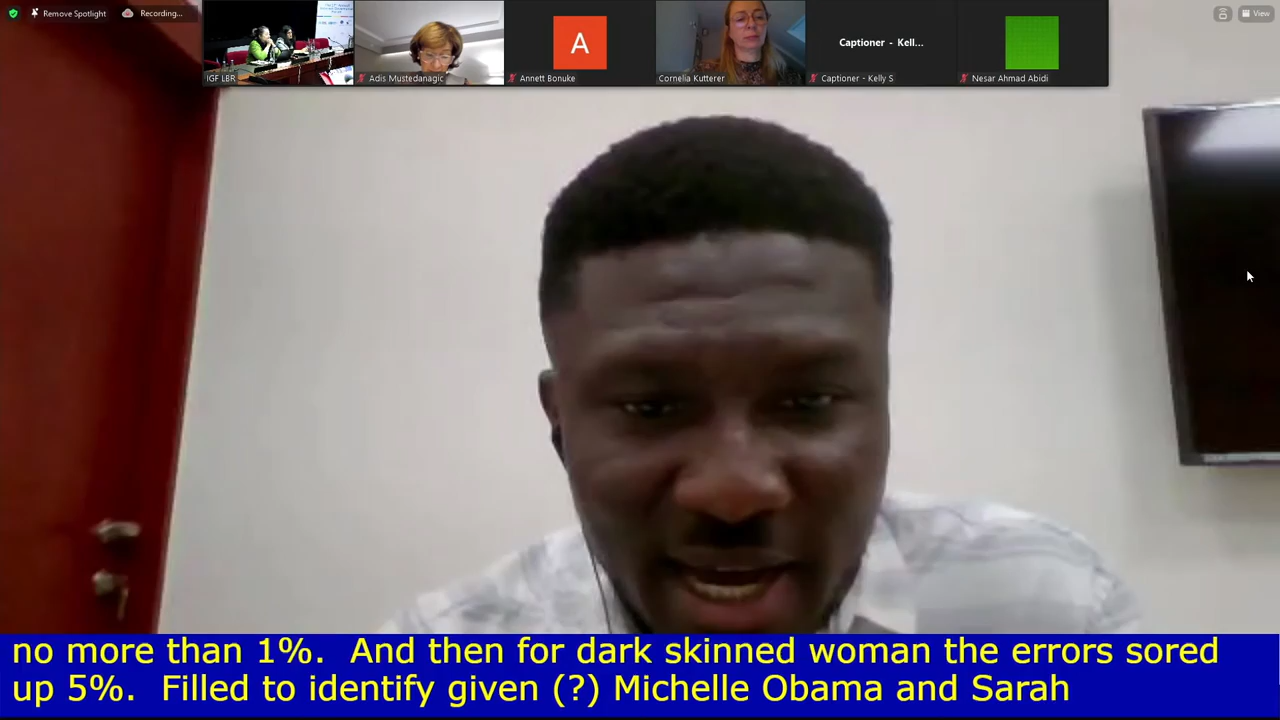 Remove Spotlight
Recording...
View
IGF LBR
Adis Mustedanagic
A
Annett Bonuke
Cornelia Kutterer
Captioner - Kell...
Captioner - Kelly S
Nesar Ahmad Abidi
no more than 1%. And then for dark skinned woman the errors sored
up 5%. Filled to identify given (?) Michelle Obama and Sarah